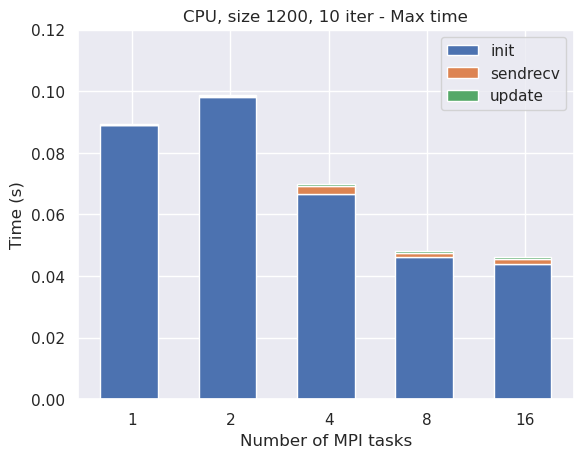 CPU, size 1200, 10 iter - Max time
0.12
0.10
0.08
0.06
0.04
0.02
0.00
Time (s)
init
sendrecv
update
1 2 4 8 16
Number of MPI tasks